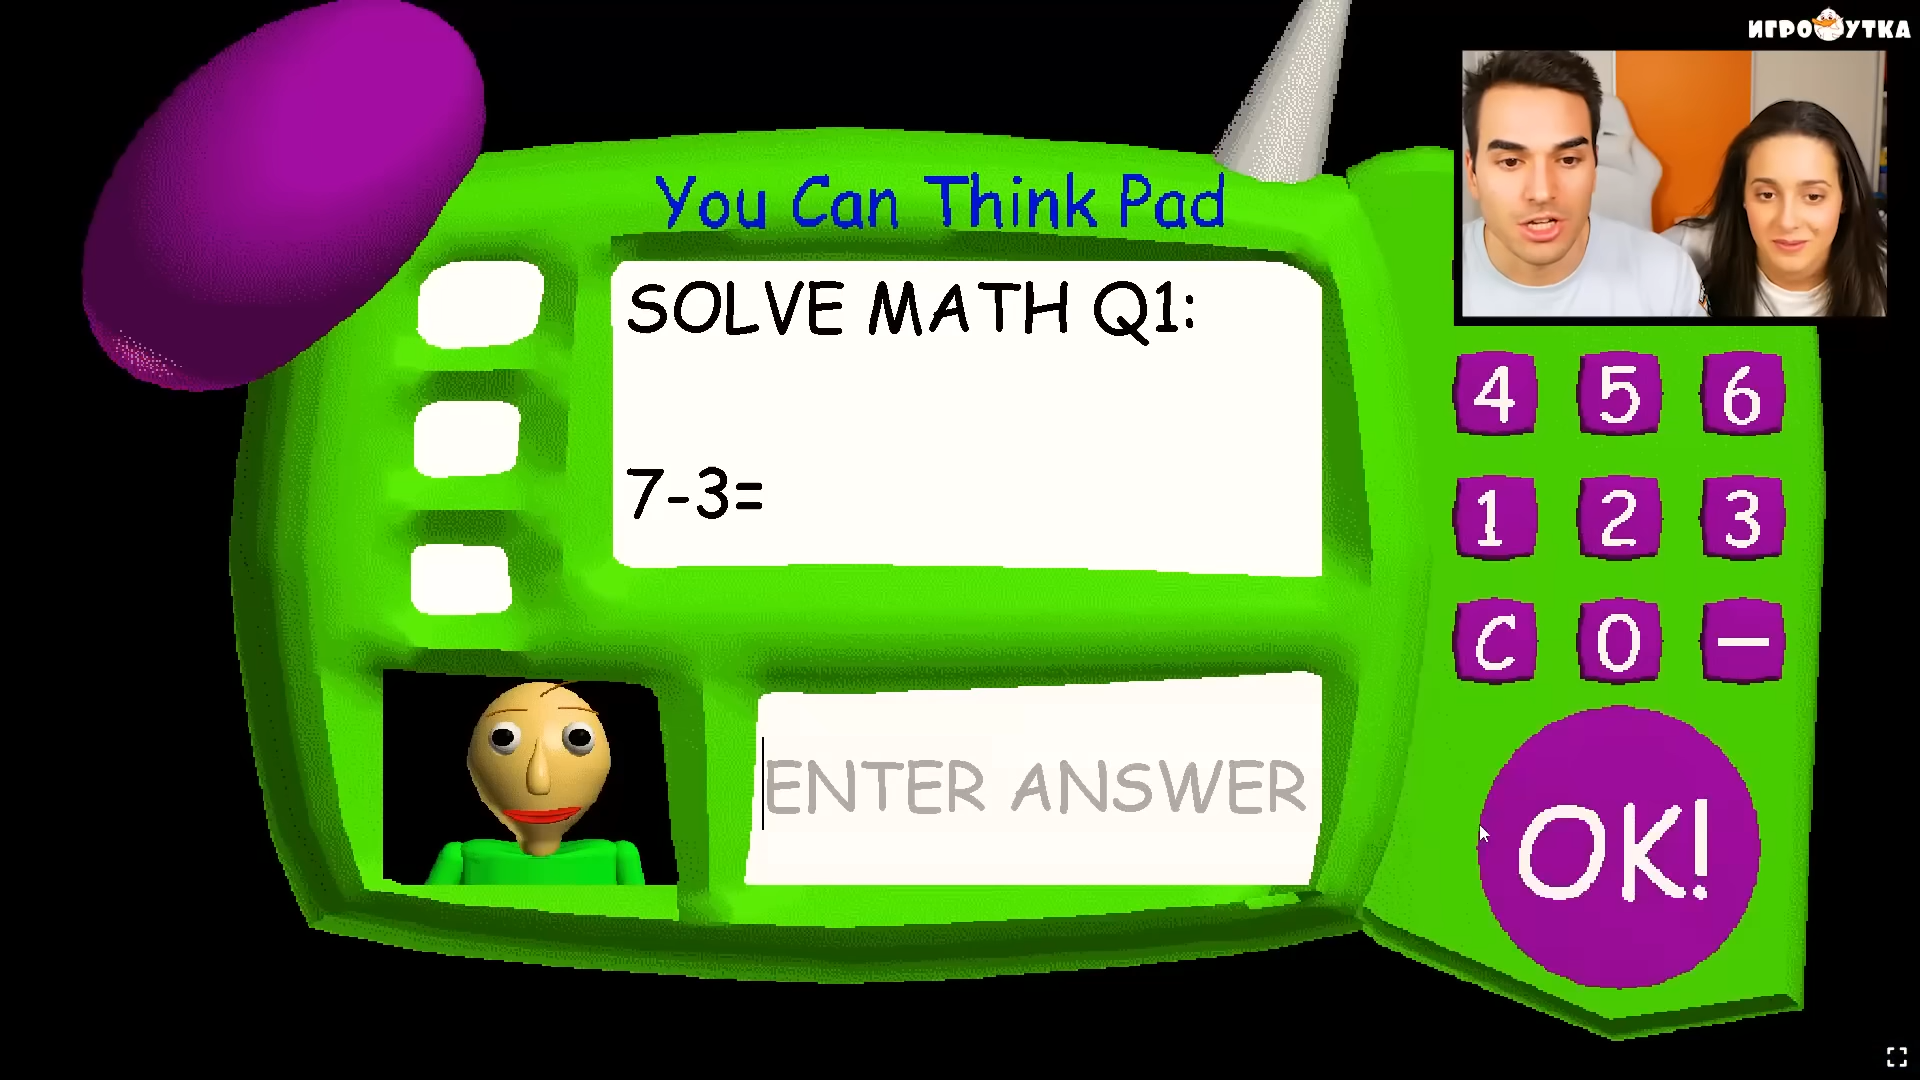 ИГРОУТКА
You Can Think Pad
SOLVE MATH Q1:
7-3=
4 5 6
1 2 3
C 0 –
ENTER ANSWER
OK!